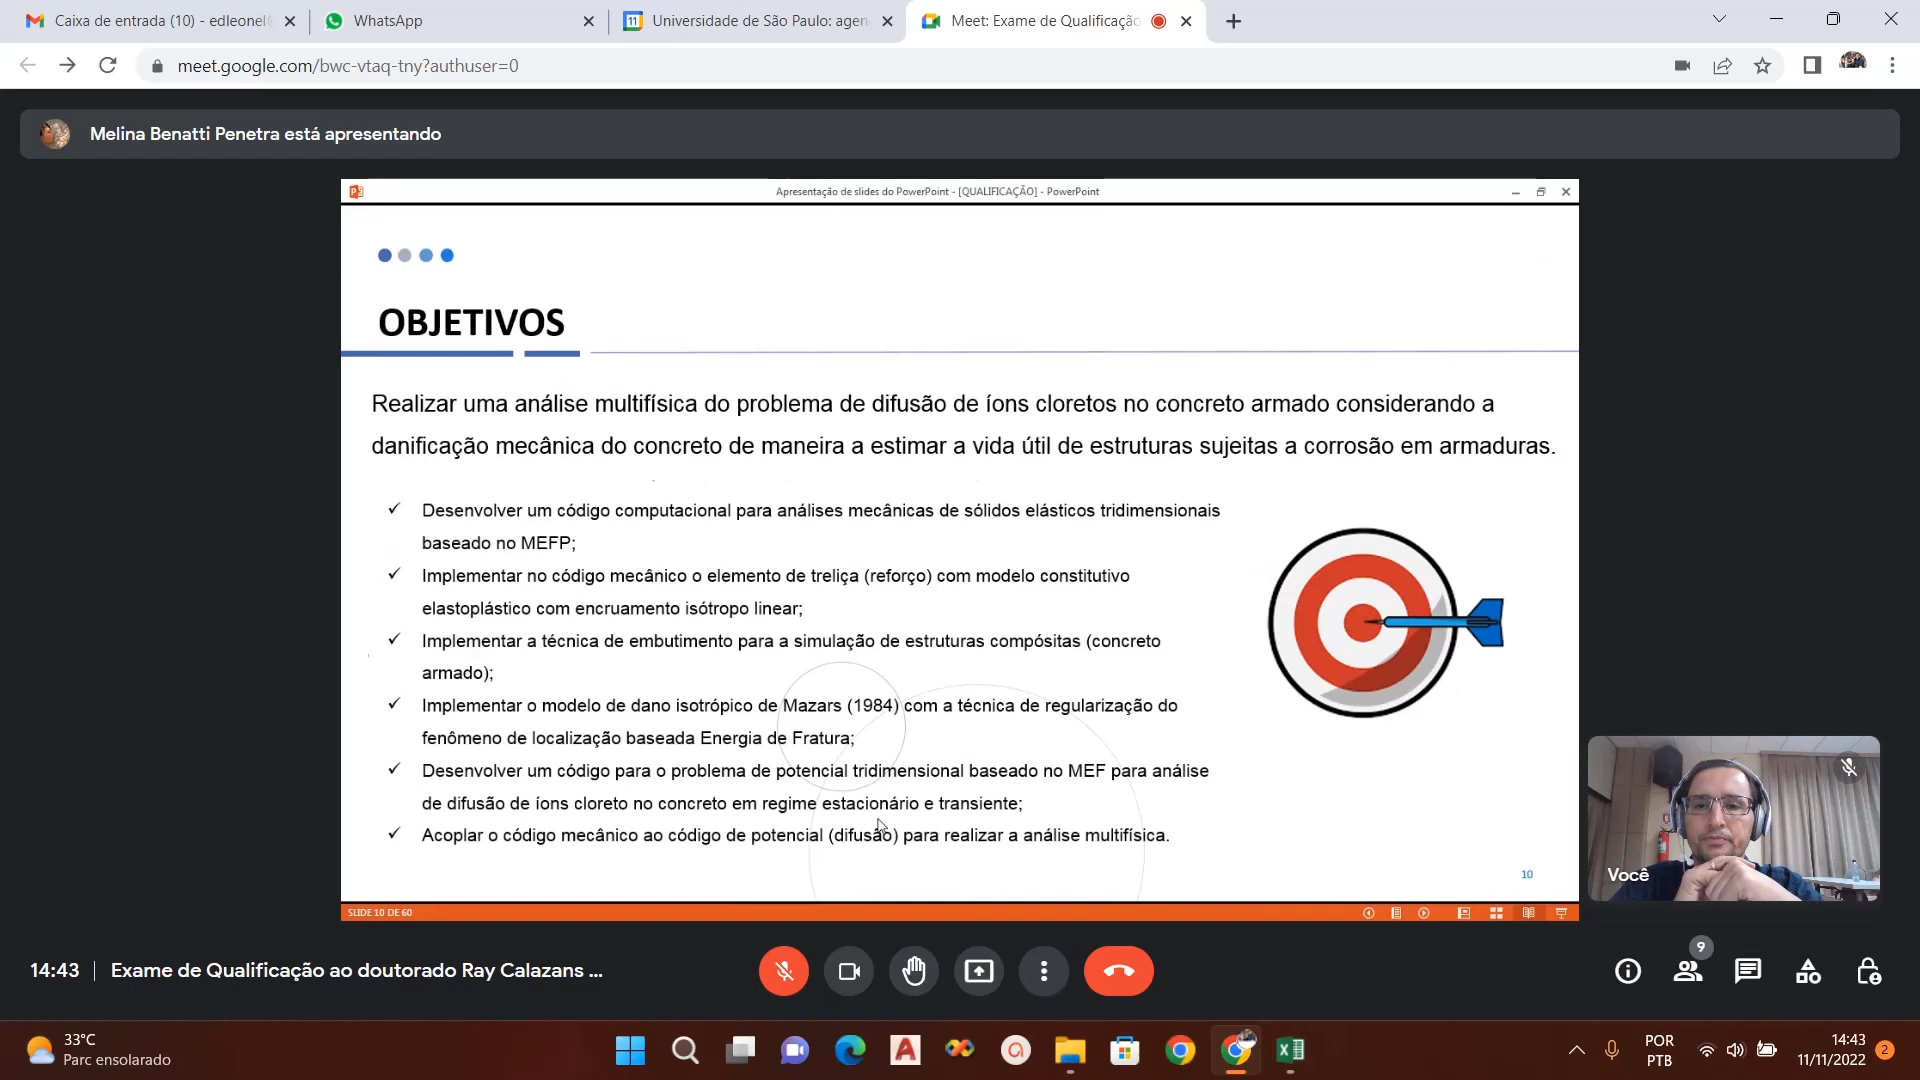 Caixa de entrada (10) - edleonel@
WhatsApp
Universidade de São Paulo: agen
Meet: Exame de Qualificação
meet.google.com/bwc-vtaq-tny?authuser=0
Melina Benatti Penetra está apresentando
Apresentação de slides do PowerPoint - [QUALIFICAÇÃO] - PowerPoint
OBJETIVOS
Realizar uma análise multifísica do problema de difusão de íons cloretos no concreto armado considerando a
danificação mecânica do concreto de maneira a estimar a vida útil de estruturas sujeitas a corrosão em armaduras.
Desenvolver um código computacional para análises mecânicas de sólidos elásticos tridimensionais
baseado no MEFP;
Implementar no código mecânico o elemento de treliça (reforço) com modelo constitutivo
elastoplástico com encruamento isótropo linear;
Implementar a técnica de embutimento para a simulação de estruturas compósitas (concreto
armado);
Implementar o modelo de dano isotrópico de Mazars (1984) com a técnica de regularização do
fenômeno de localização baseada Energia de Fratura;
Desenvolver um código para o problema de potencial tridimensional baseado no MEF para análise
de difusão de íons cloreto no concreto em regime estacionário e transiente;
Acoplar o código mecânico ao código de potencial (difusão) para realizar a análise multifísica.
10
SLIDE 10 DE 60
Você
14:43
Exame de Qualificação ao doutorado Ray Calazans ...
9
33°C
Parc ensolarado
POR
PTB
14:43
11/11/2022
2